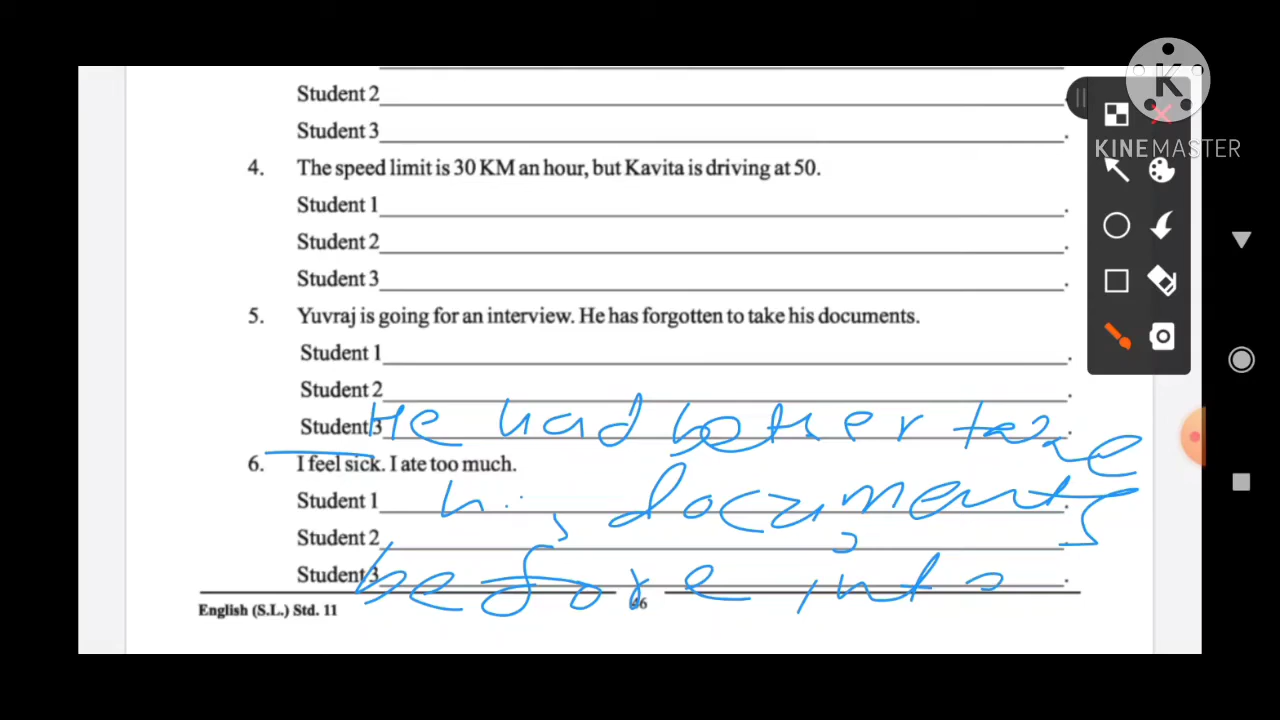 Student 2
Student 3 .
4. The speed limit is 30 KM an hour, but Kavita is driving at 50.
Student 1 .
Student 2 .
Student 3 .
5. Yuvraj is going for an interview. He has forgotten to take his documents.
Student 1 .
Student 2 .
Student 3 .
He had better take
6. I feel sick. I ate too much.
Student 1 .
his documents
Student 2 .
Student 3 .
before into
English (S.L.) Std. 11 46
K
KINEMASTER